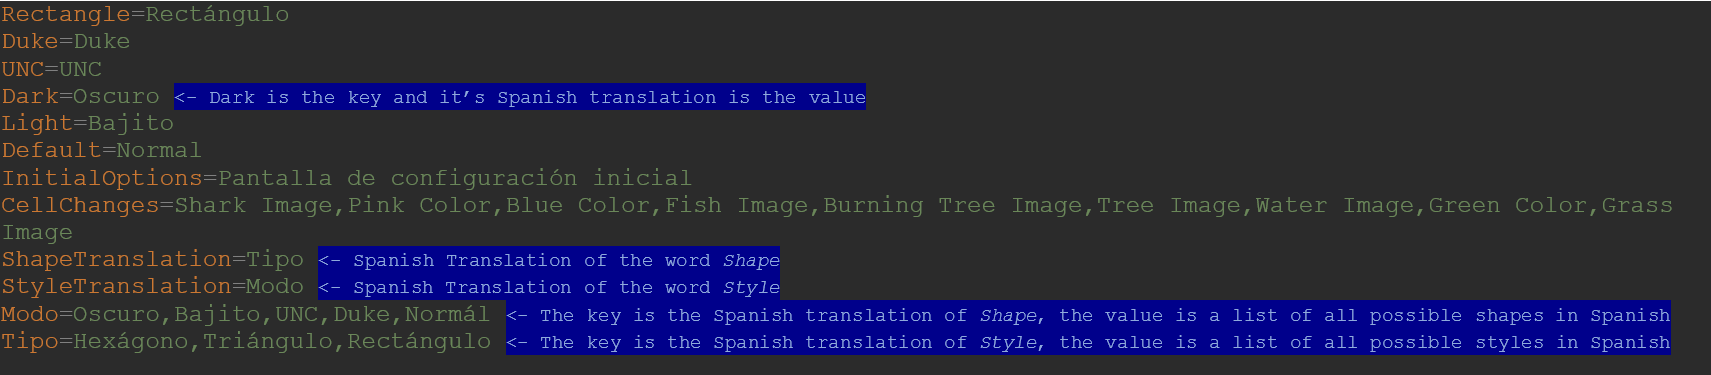 Rectangle=Rectángulo
Duke=Duke
UNC=UNC
Dark=Oscuro <- Dark is the key and it’s Spanish translation is the value
Light=Bajito
Default=Normal
InitialOptions=Pantalla de configuración inicial
CellChanges=Shark Image,Pink Color,Blue Color,Fish Image,Burning Tree Image,Tree Image,Water Image,Green Color,Grass
Image
ShapeTranslation=Tipo <- Spanish Translation of the word Shape
StyleTranslation=Modo <- Spanish Translation of the word Style
Modo=Oscuro,Bajito,UNC,Duke,Normál <- The key is the Spanish translation of Shape, the value is a list of all possible shapes in Spanish
Tipo=Hexágono,Triángulo,Rectángulo <- The key is the Spanish translation of Style, the value is a list of all possible styles in Spanish